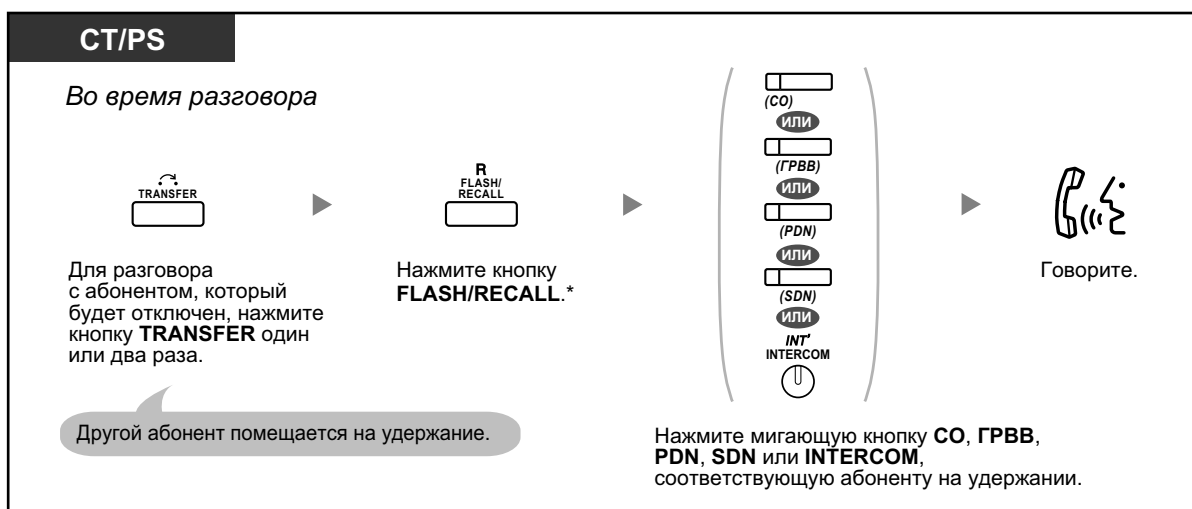 CT/PS
Во время разговора
TRANSFER
Для разговора
с абонентом, который
будет отключен, нажмите
кнопку TRANSFER один
или два раза.
Другой абонент помещается на удержание.
R
FLASH/
RECALL
Нажмите кнопку
FLASH/RECALL.*
(CO)
ИЛИ
(ГРВВ)
ИЛИ
(PDN)
ИЛИ
(SDN)
ИЛИ
INT'
INTERCOM
Нажмите мигающую кнопку CO, ГРВВ,
PDN, SDN или INTERCOM,
соответствующую абоненту на удержании.
Говорите.